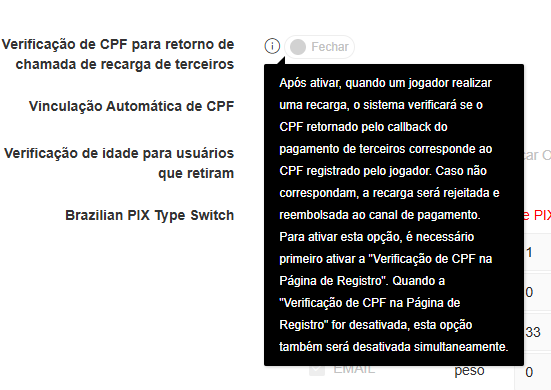 Verificação de CPF para retorno de
chamada de recarga de terceiros
Fechar
Após ativar, quando um jogador realizar
uma recarga, o sistema verificará se o
CPF retornado pelo callback do
pagamento de terceiros corresponde ao
CPF registrado pelo jogador. Caso não
correspondam, a recarga será rejeitada e
reembolsada ao canal de pagamento.
Para ativar esta opção, é necessário
primeiro ativar a "Verificação de CPF na
Página de Registro". Quando a
"Verificação de CPF na Página de
Registro" for desativada, esta opção
também será desativada simultaneamente.
Vinculação Automática de CPF
Verificação de idade para usuários
que retiram
Brazilian PIX Type Switch
PIX
1
0
33
EMAIL
peso
0